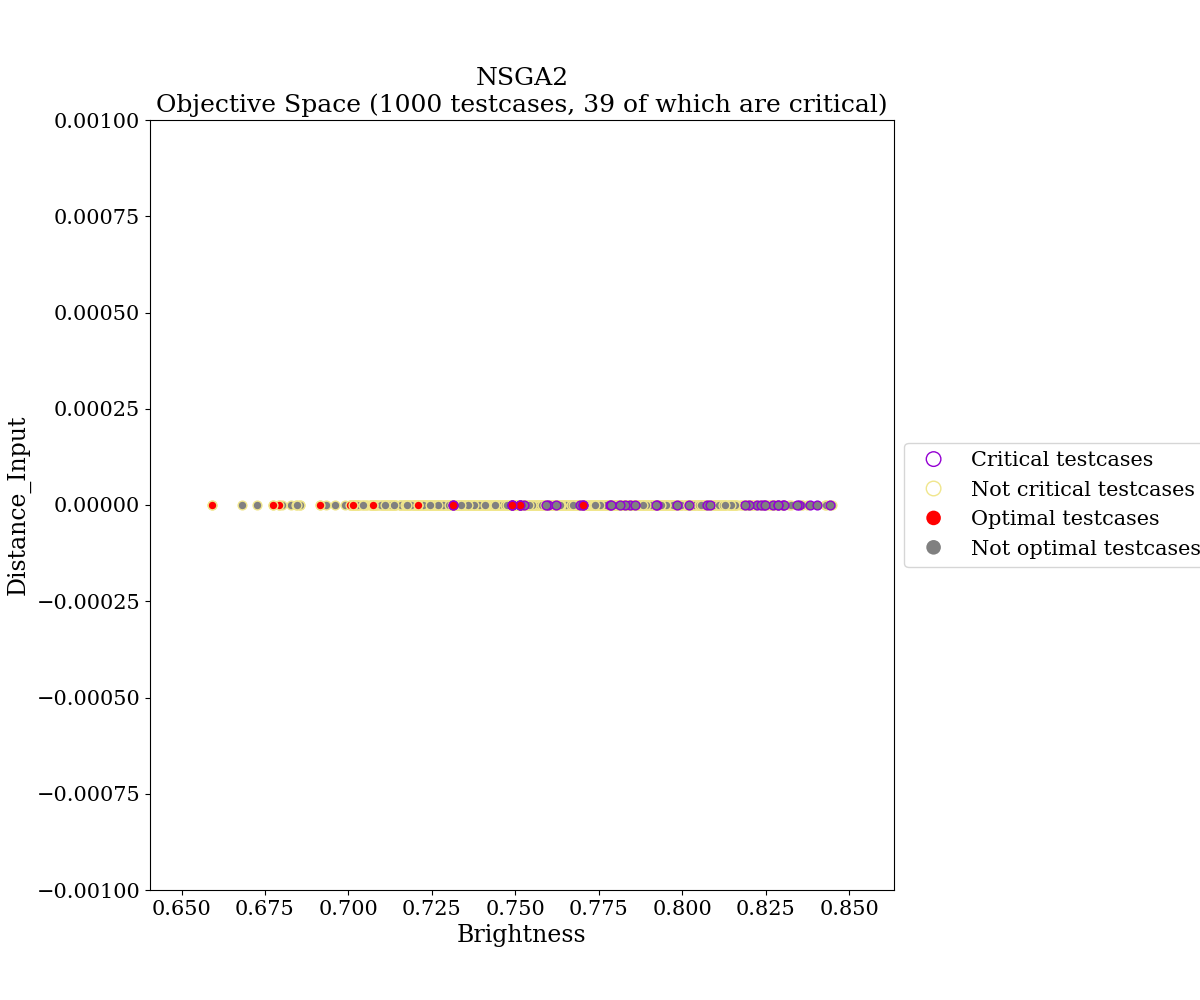 NSGA2
Objective Space (1000 testcases, 39 of which are critical)
0.00100
0.00075
0.00050
0.00025
0.00000
−0.00025
−0.00050
−0.00075
−0.00100
Distance_Input
0.650 0.675 0.700 0.725 0.750 0.775 0.800 0.825 0.850
Brightness
Critical testcases
Not critical testcases
Optimal testcases
Not optimal testcases